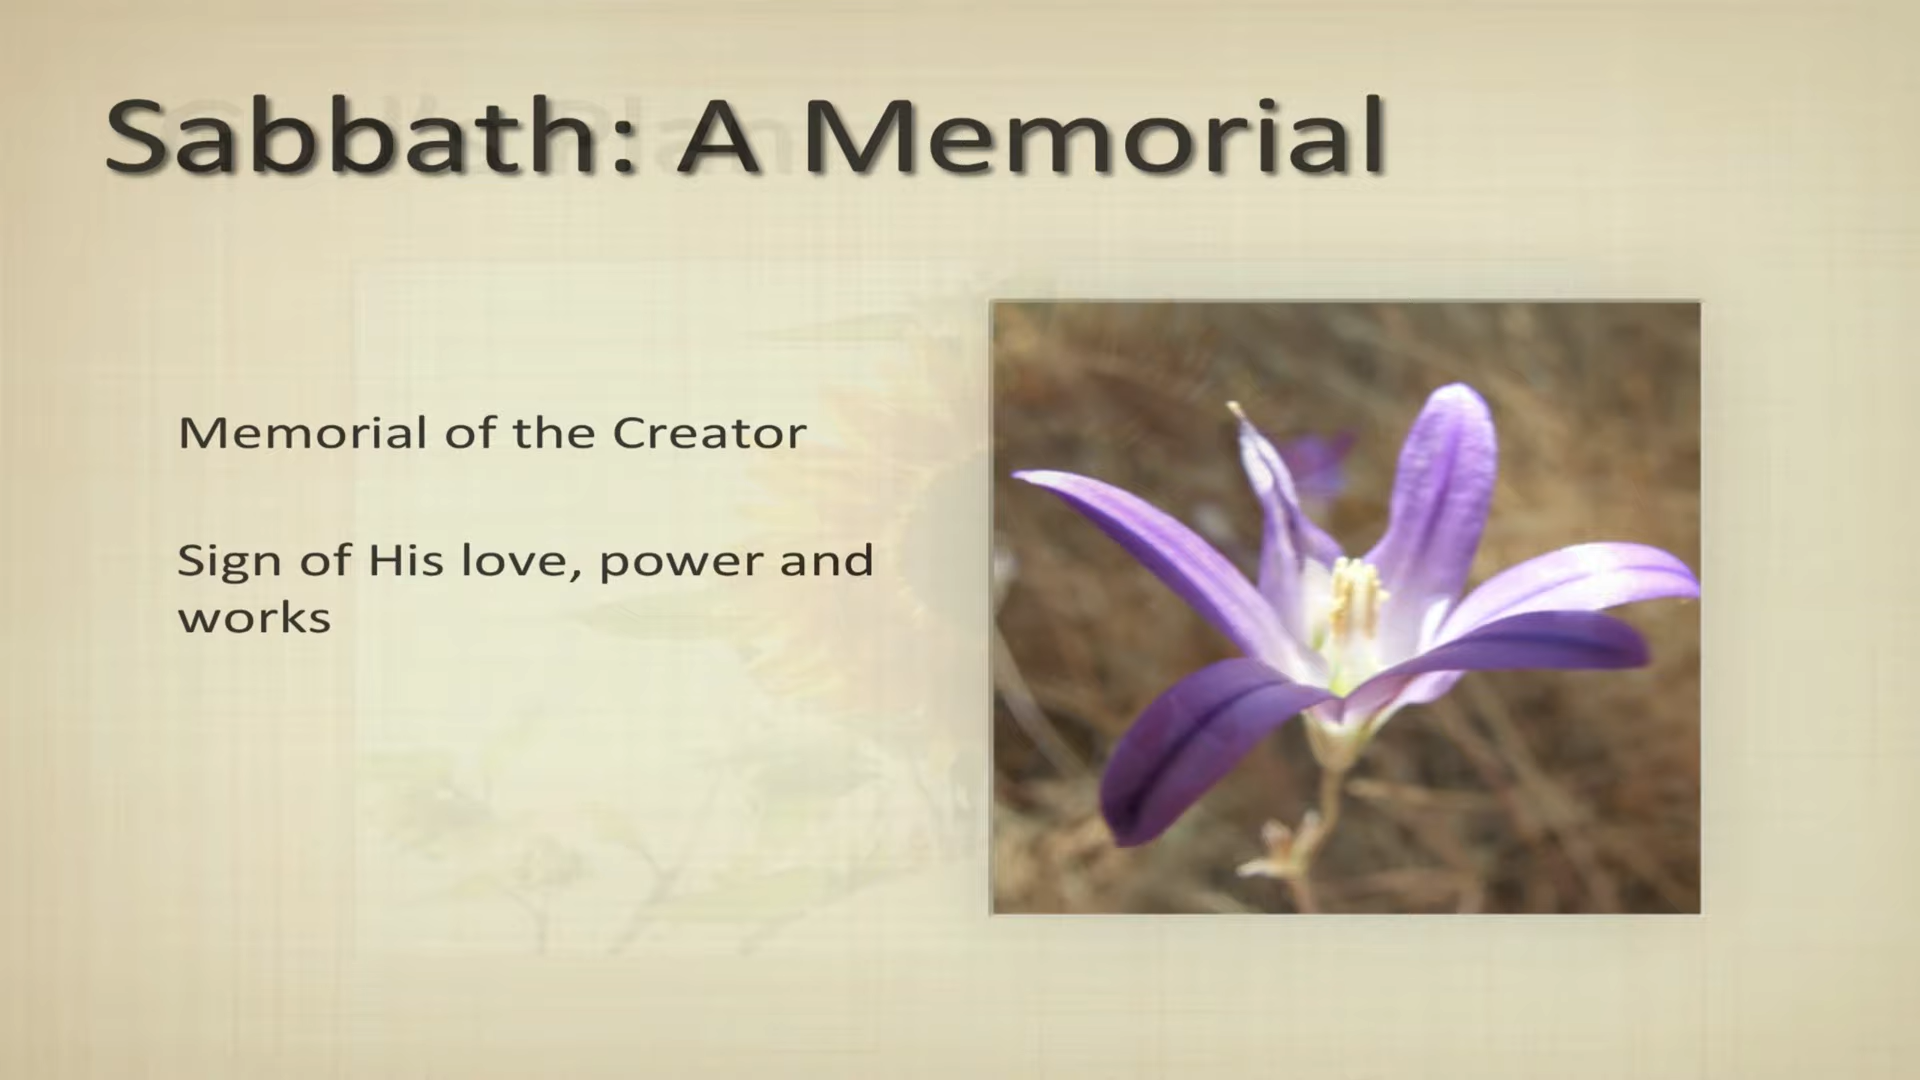 Sabbath: A Memorial
Memorial of the Creator
Sign of His love, power and
works